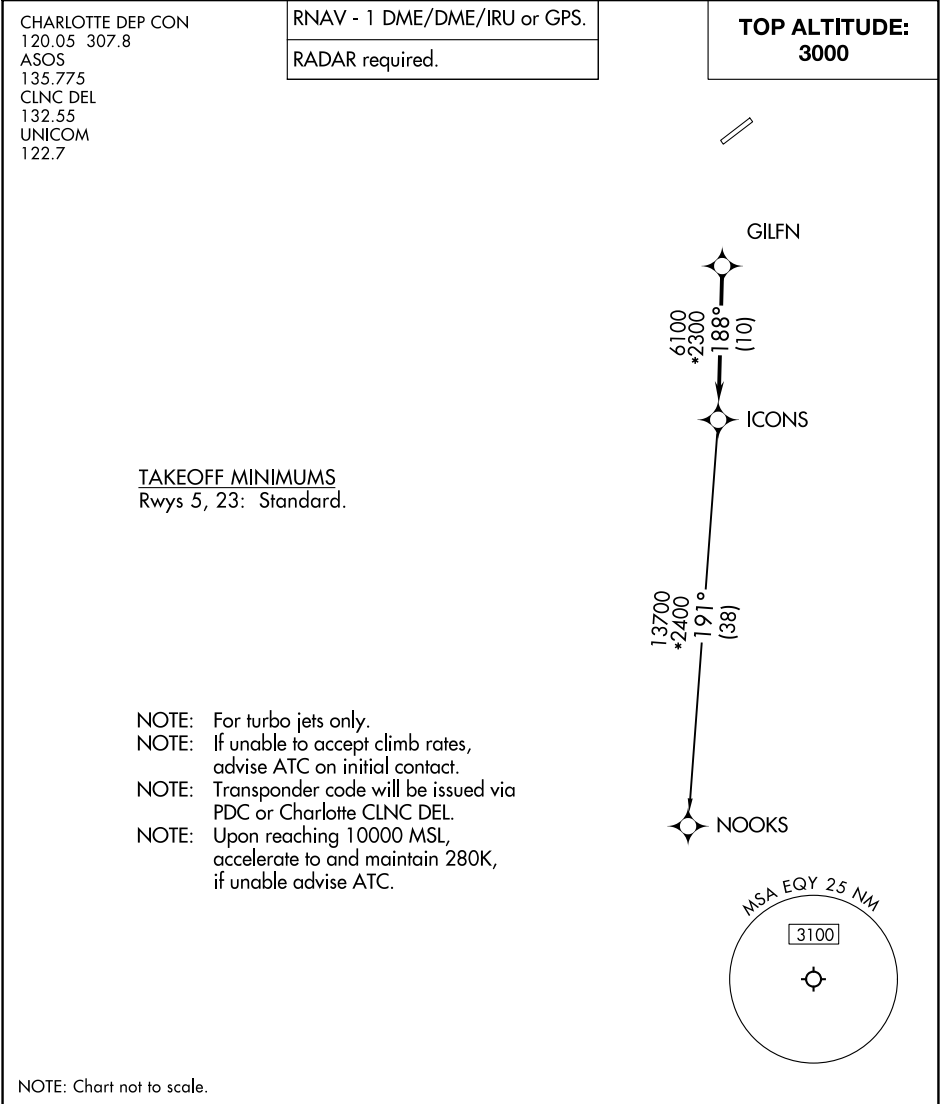 CHARLOTTE DEP CON
120.05 307.8
ASOS
135.775
CLNC DEL
132.55
UNICOM
122.7
RNAV - 1 DME/DME/IRU or GPS.
RADAR required.
TOP ALTITUDE:
3000
GILFN
6100
*2300
188°
(10)
ICONS
TAKEOFF MINIMUMS
Rwys 5, 23: Standard.
13700
*2400
191°
(38)
NOTE: For turbo jets only.
NOTE: If unable to accept climb rates,
advise ATC on initial contact.
NOTE: Transponder code will be issued via
PDC or Charlotte CLNC DEL.
NOTE: Upon reaching 10000 MSL,
accelerate to and maintain 280K,
if unable advise ATC.
NOOKS
MSA EQY 25 NM
3100
NOTE: Chart not to scale.